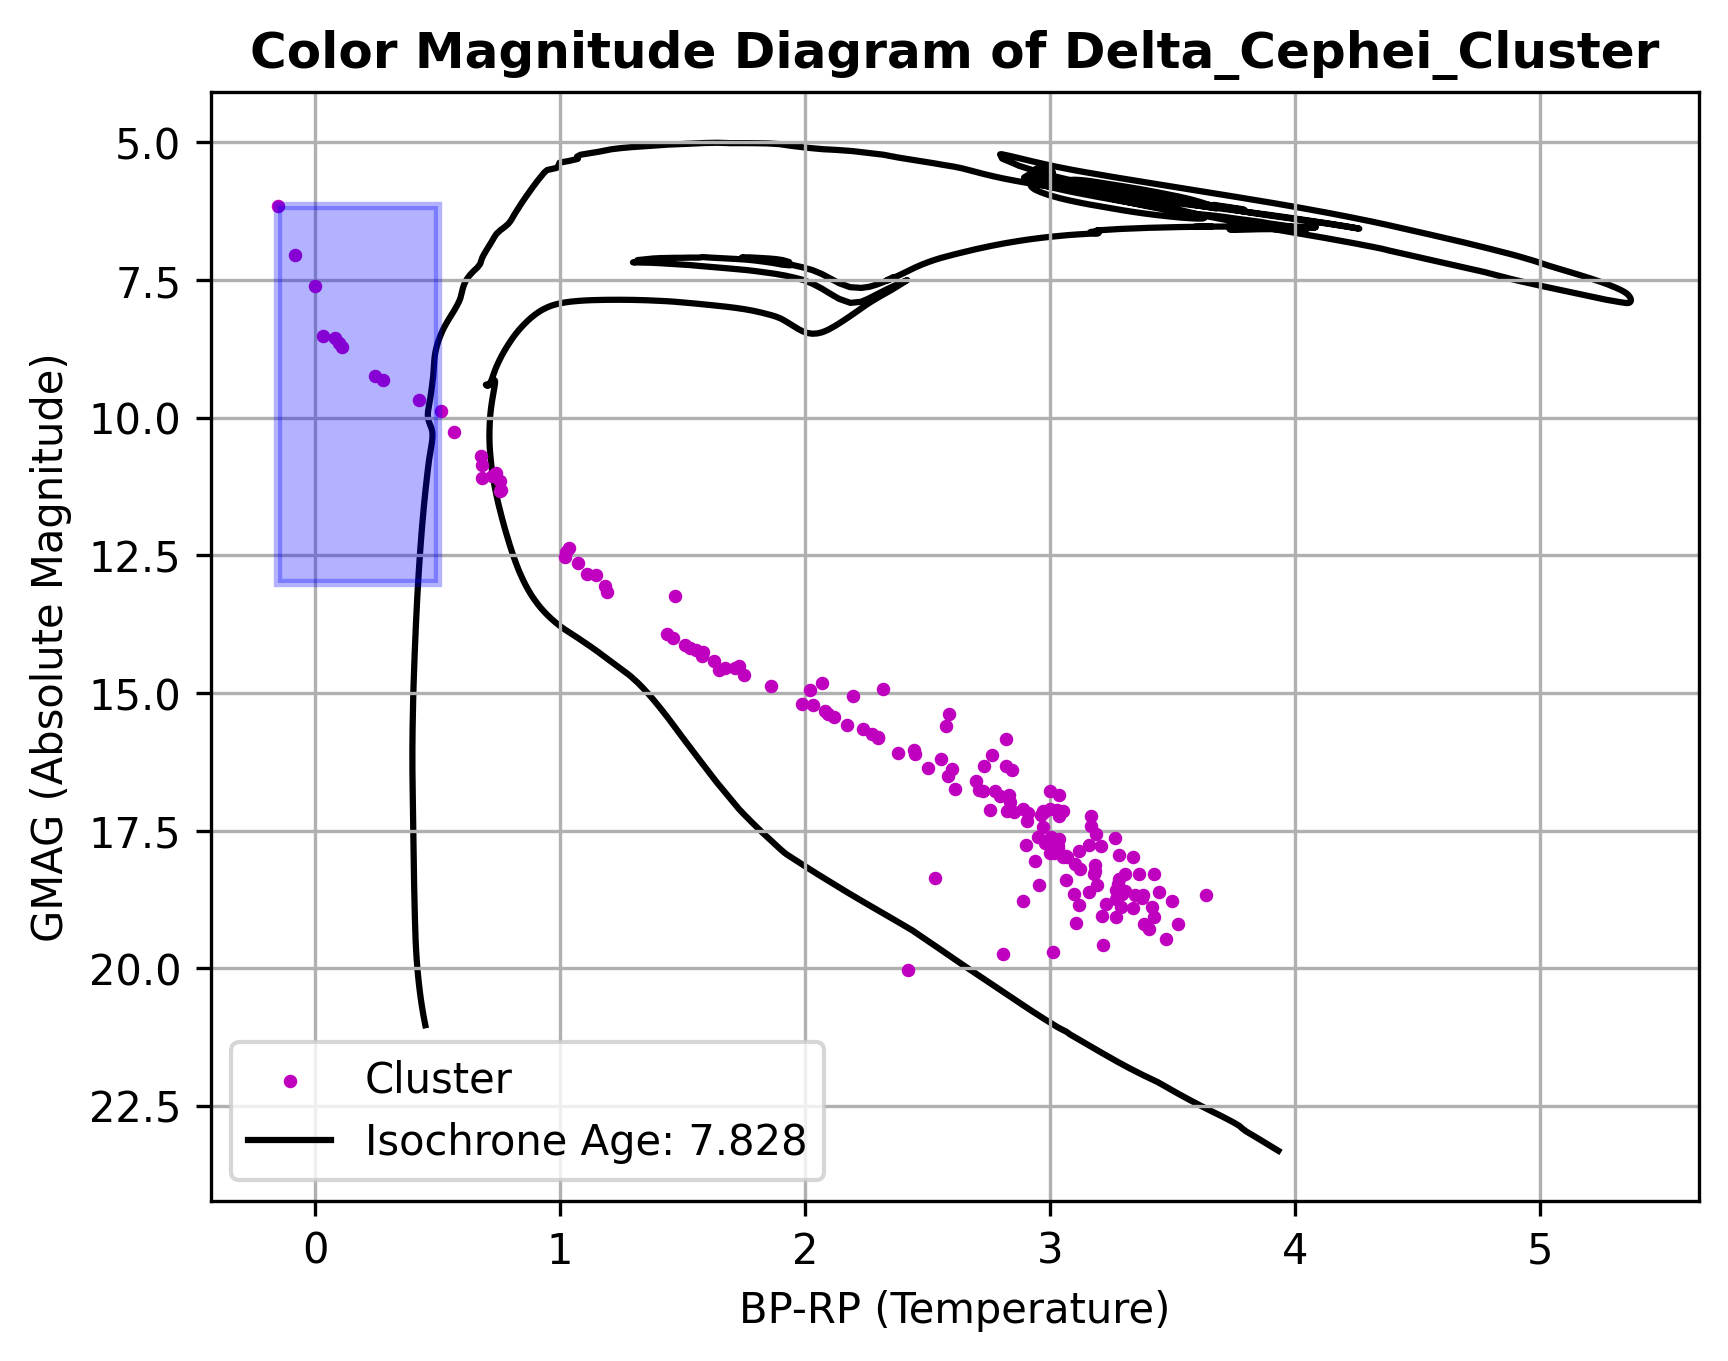 Color Magnitude Diagram of Delta_Cephei_Cluster
GMAG (Absolute Magnitude)
5.0
7.5
10.0
12.5
15.0
17.5
20.0
22.5
Cluster
Isochrone Age: 7.828
0 1 2 3 4 5
BP-RP (Temperature)